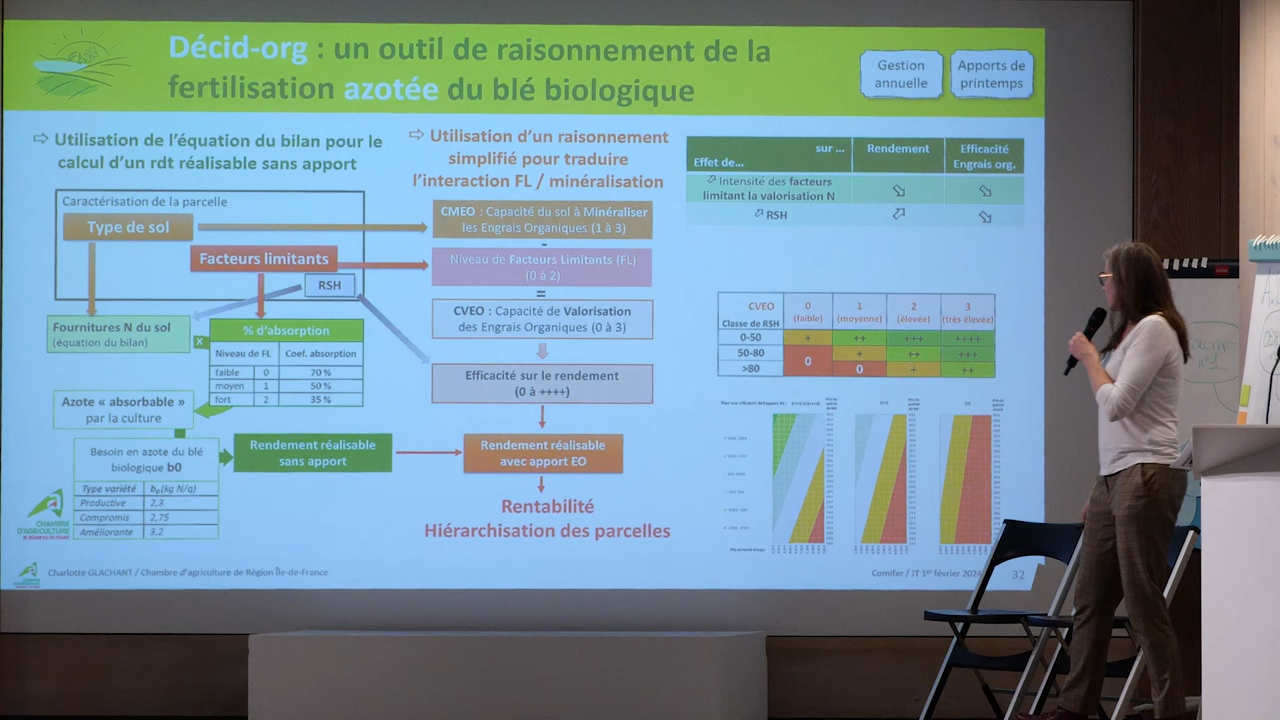 Décid-org : un outil de raisonnement de la
fertilisation azotée du blé biologique
Gestion
annuelle
Apports de
printemps
⇨ Utilisation de l'équation du bilan pour le
calcul d'un rdt réalisable sans apport
Caractérisation de la parcelle
Type de sol
Facteurs limitants
RSH
Fournitures N du sol
(équation du bilan)
x
% d'absorption
Niveau de FL Coef. absorption
faible 0 70 %
moyen 1 50 %
fort 2 35 %
Azote « absorbable »
par la culture
Besoin en azote du blé
biologique b0
Type variété b0 (kg N/q)
Productive 2,3
Compromis 2,75
Améliorante 3,2
Rendement réalisable
sans apport
⇨ Utilisation d'un raisonnement
simplifié pour traduire
l'interaction FL / minéralisation
CMEO : Capacité du sol à Minéraliser
les Engrais Organiques (1 à 3)
-
Niveau de Facteurs Limitants (FL)
(0 à 2)
=
CVEO : Capacité de Valorisation
des Engrais Organiques (0 à 3)
Efficacité sur le rendement
(0 à ++++)
Rendement réalisable
avec apport EO
Rentabilité
Hiérarchisation des parcelles
sur ... Rendement Efficacité
Effet de... Engrais org.
Intensité des facteurs
limitant la valorisation N
RSH
CVEO 0 1 2 3
(faible) (moyenne) (élevée) (très élevée)
Classe de RSH
0-50 + ++ +++ ++++
50-80 0 + ++ +++
>80 0 + ++
CHAMBRE
D'AGRICULTURE
Charlotte GLACHANT / Chambre d'agriculture de Région Île-de-France
Comifer / JT 1er février 2024
32